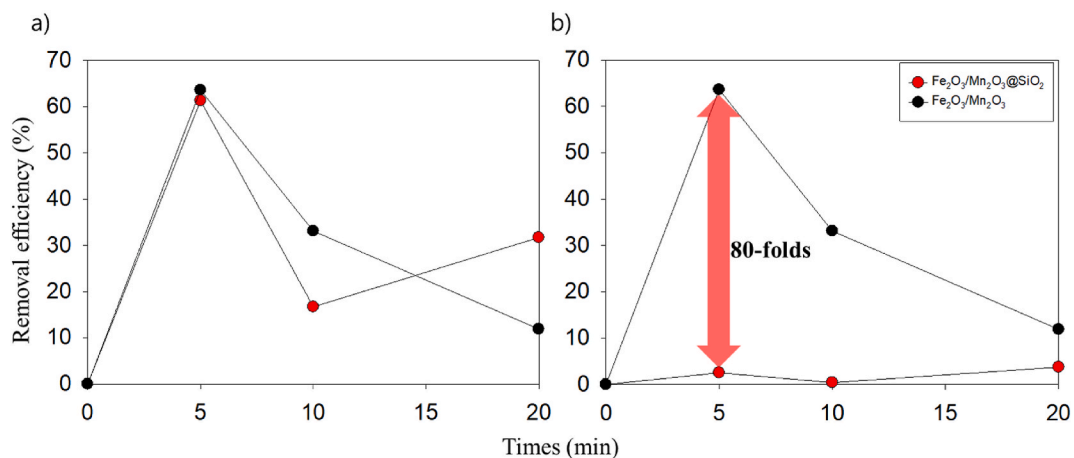 a)
b)
Removal efficiency (%)
70
60
50
40
30
20
10
0
0 5 10 15 20
70
60
50
40
30
20
10
0
0 5 10 15 20
Fe₂O₃/Mn₂O₃@SiO₂
Fe₂O₃/Mn₂O₃
80-folds
Times (min)